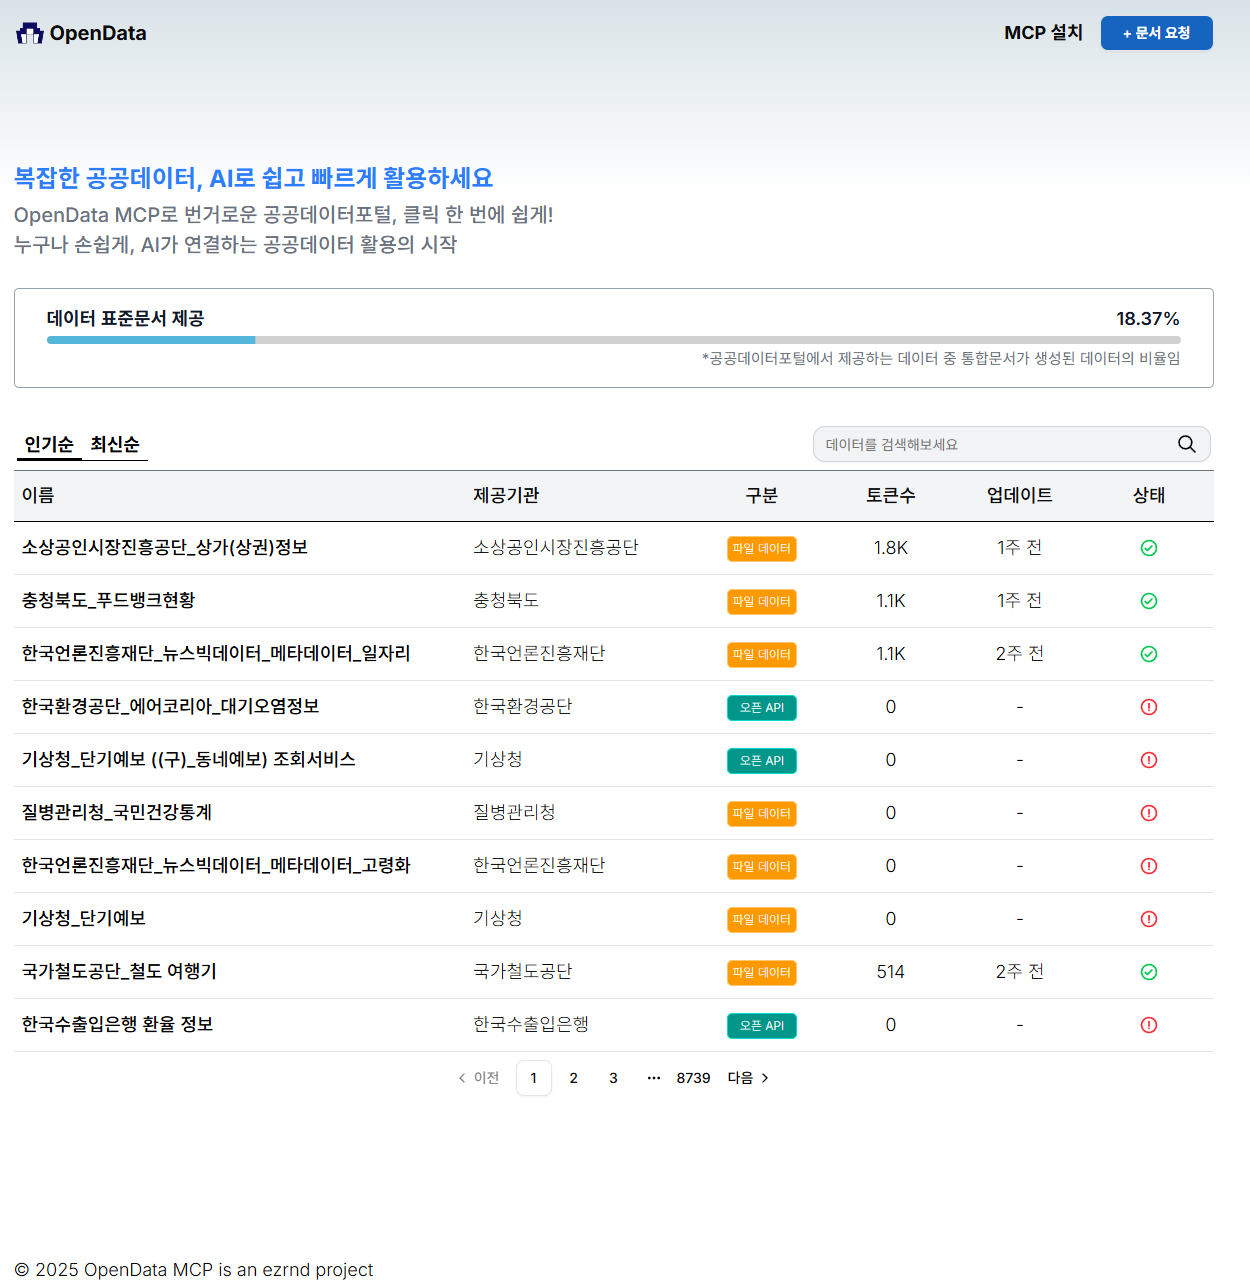 OpenData
MCP 설치
+ 문서 요청
복잡한 공공데이터, AI로 쉽고 빠르게 활용하세요
OpenData MCP로 번거로운 공공데이터포털, 클릭 한 번에 쉽게!
누구나 손쉽게, AI가 연결하는 공공데이터 활용의 시작
데이터 표준문서 제공 18.37%
*공공데이터포털에서 제공하는 데이터 중 통합문서가 생성된 데이터의 비율임
인기순 최신순 데이터를 검색해보세요
이름 제공기관 구분 토큰수 업데이트 상태
소상공인시장진흥공단_상가(상권)정보 소상공인시장진흥공단 파일 데이터 1.8K 1주 전
충청북도_푸드뱅크현황 충청북도 파일 데이터 1.1K 1주 전
한국언론진흥재단_뉴스빅데이터_메타데이터_일자리 한국언론진흥재단 파일 데이터 1.1K 2주 전
한국환경공단_에어코리아_대기오염정보 한국환경공단 오픈 API 0 -
기상청_단기예보 ((구)_동네예보) 조회서비스 기상청 오픈 API 0 -
질병관리청_국민건강통계 질병관리청 파일 데이터 0 -
한국언론진흥재단_뉴스빅데이터_메타데이터_고령화 한국언론진흥재단 파일 데이터 0 -
기상청_단기예보 기상청 파일 데이터 0 -
국가철도공단_철도 여행기 국가철도공단 파일 데이터 514 2주 전
한국수출입은행 환율 정보 한국수출입은행 오픈 API 0 -
< 이전 1 2 3 ··· 8739 다음 >
© 2025 OpenData MCP is an ezrnd project